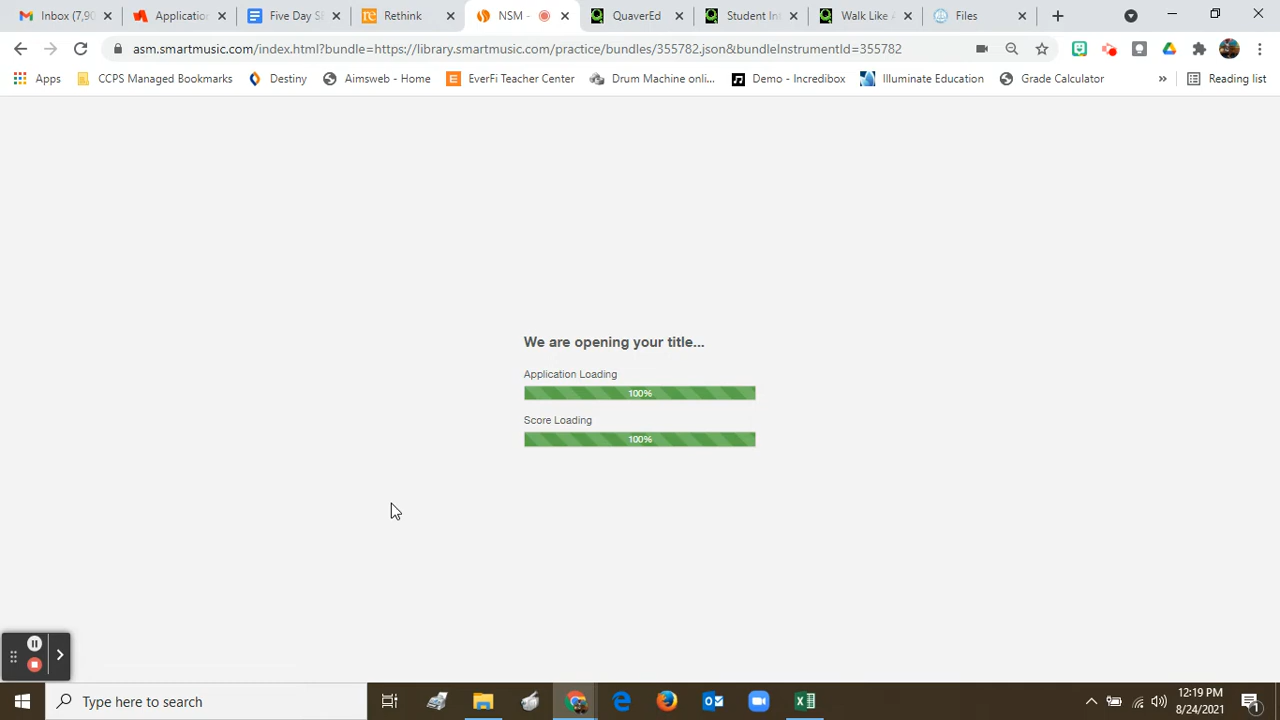 Inbox (7,90
Application
Five Day S
Rethink
NSM -
QuaverEd
Student In
Walk Like A
Files
asm.smartmusic.com/index.html?bundle=https://library.smartmusic.com/practice/bundles/355782.json&bundleInstrumentId=355782
Apps
CCPS Managed Bookmarks
Destiny
Aimsweb - Home
EverFi Teacher Center
Drum Machine onli...
Demo - Incredibox
Illuminate Education
Grade Calculator
»
Reading list
We are opening your title...
Application Loading
100%
Score Loading
100%
Type here to search
12:19 PM
8/24/2021
1